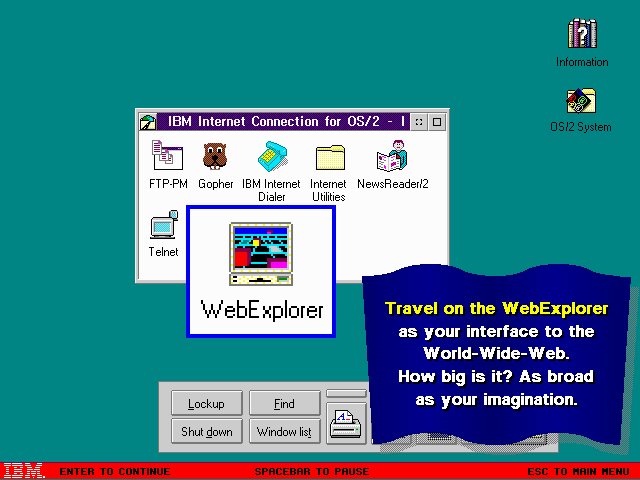 ?
Information
OS/2 System
IBM Internet Connection for OS/2 - I
FTP-PM
Gopher
IBM Internet
Dialer
Internet
Utilities
NewsReader/2
Telnet
WebExplorer
Travel on the WebExplorer
as your interface to the
World-Wide-Web.
How big is it? As broad
as your imagination.
Lockup
Find
Shut down
Window list
IBM.
ENTER TO CONTINUE
SPACEBAR TO PAUSE
ESC TO MAIN MENU